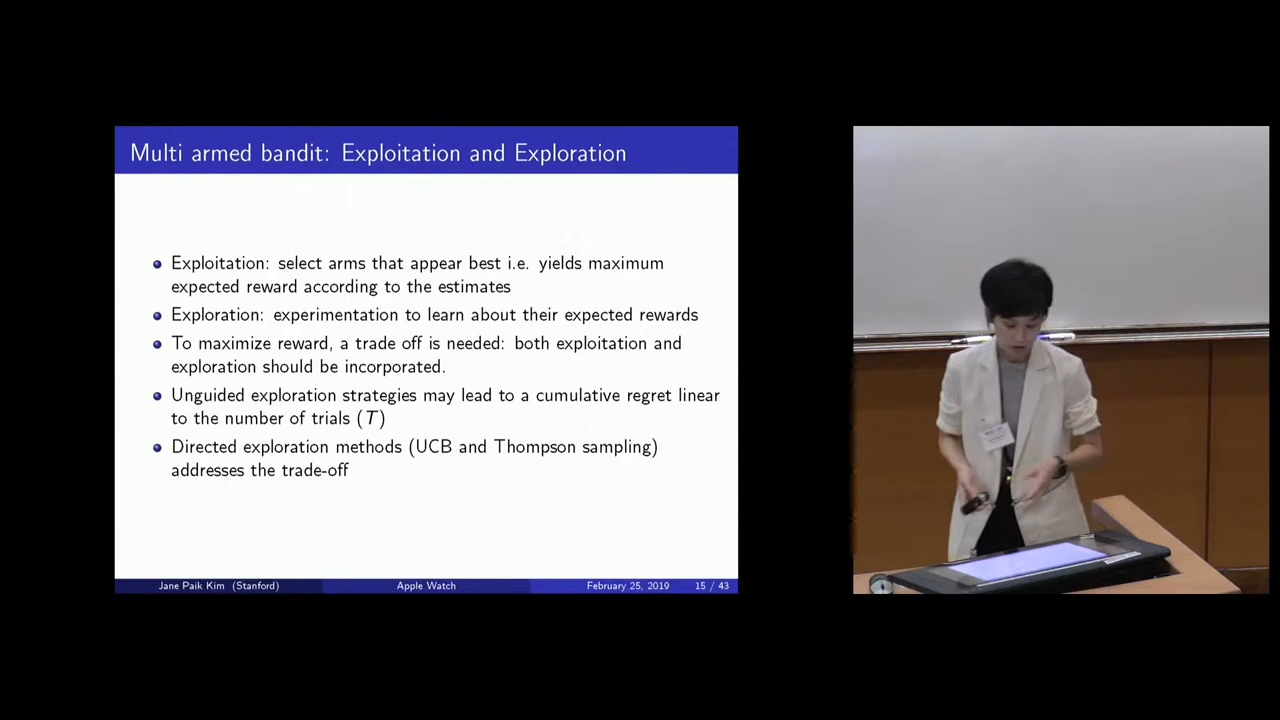 Multi armed bandit: Exploitation and Exploration
Exploitation: select arms that appear best i.e. yields maximum
expected reward according to the estimates
Exploration: experimentation to learn about their expected rewards
To maximize reward, a trade off is needed: both exploitation and
exploration should be incorporated.
Unguided exploration strategies may lead to a cumulative regret linear
to the number of trials (T)
Directed exploration methods (UCB and Thompson sampling)
addresses the trade-off
Jane Paik Kim (Stanford)
Apple Watch
February 25, 2019
15 / 43